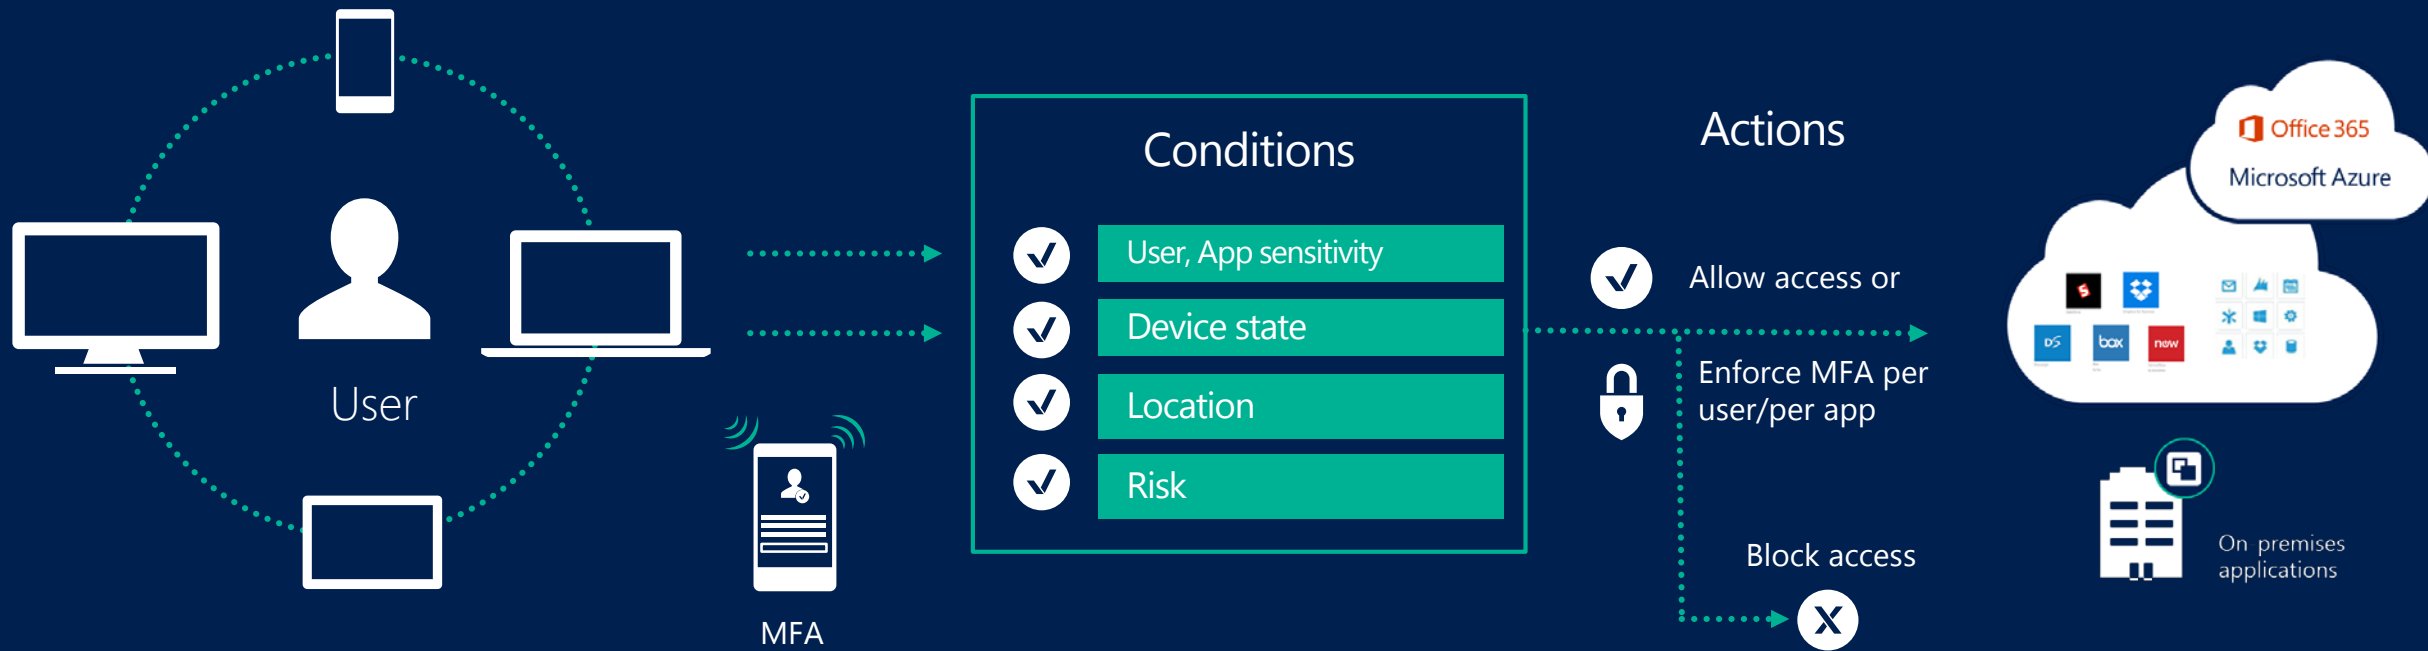 User
MFA
Conditions
User, App sensitivity
Device state
Location
Risk
Actions
Allow access or
Enforce MFA per
user/per app
Block access
Office 365
Microsoft Azure
S
DS
box
now
On premises
applications